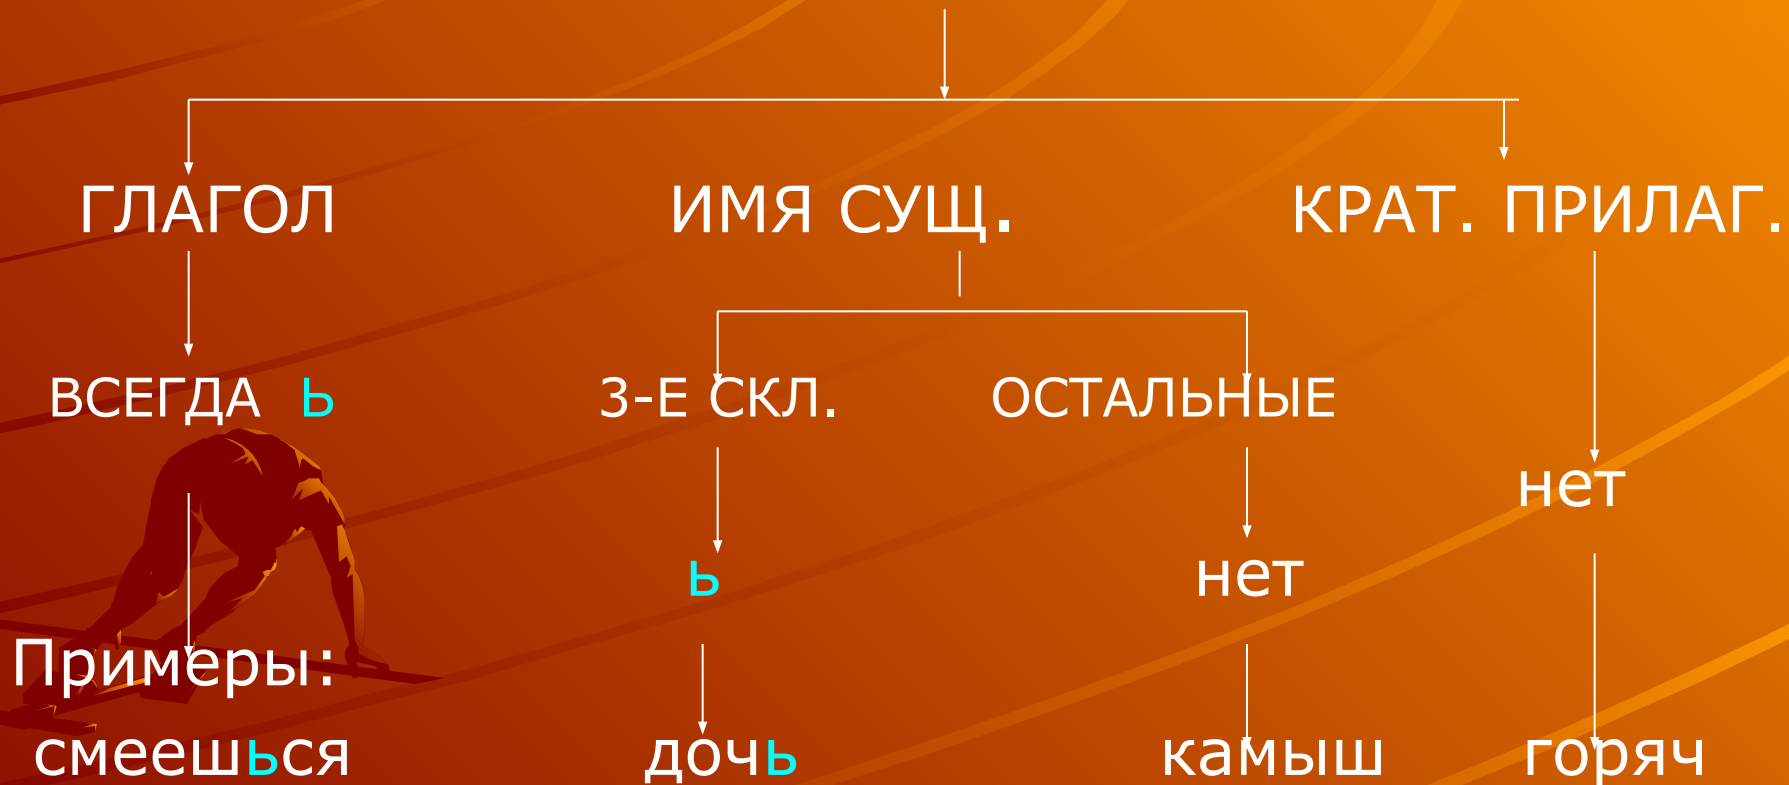 ГЛАГОЛ ИМЯ СУЩ. КРАТ. ПРИЛАГ.
ВСЕГДА Ь 3-Е СКЛ. ОСТАЛЬНЫЕ
нет
ь нет
Примеры:
смеешься дочь камыш горяч